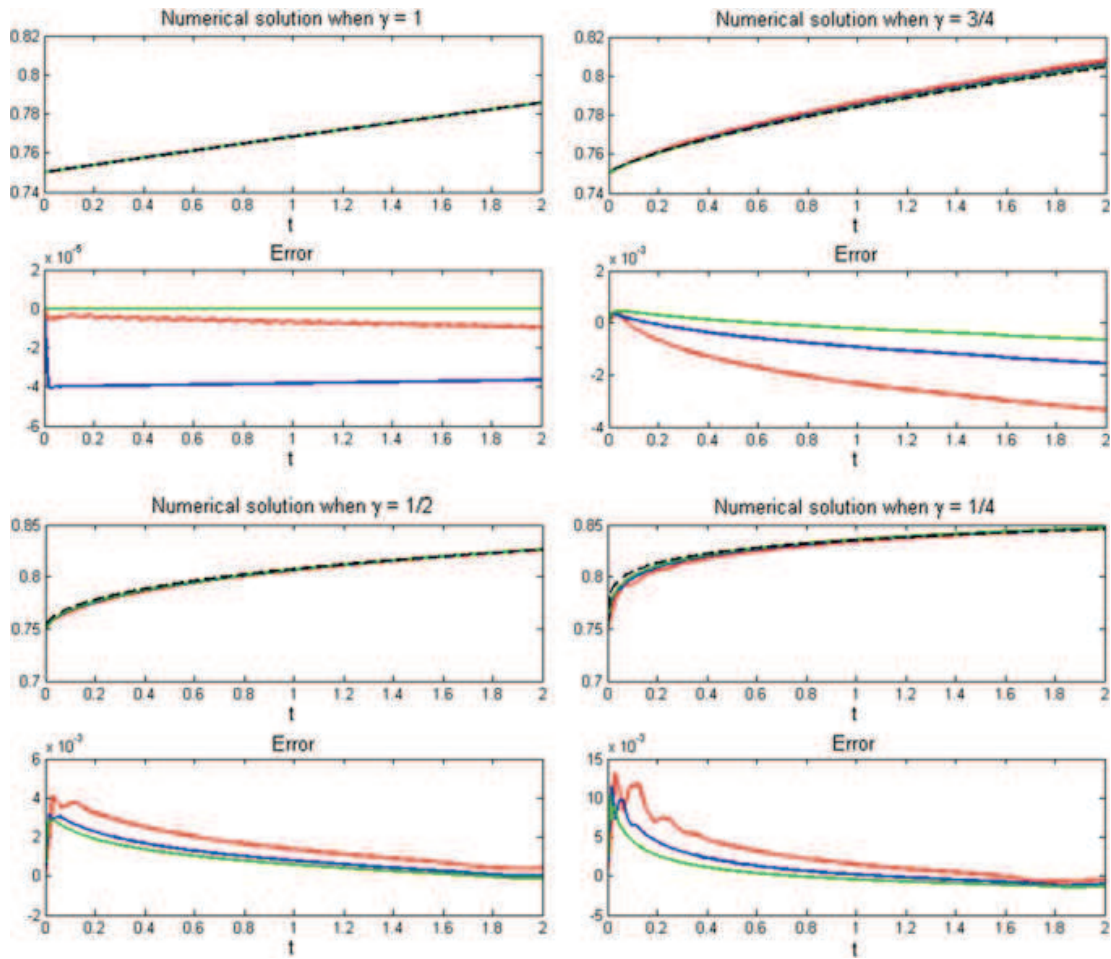 Numerical solution when γ = 1
0.82
0.8
0.78
0.76
0.74
0 0.2 0.4 0.6 0.8 1 1.2 1.4 1.6 1.8 2
t
Numerical solution when γ = 3/4
0.82
0.8
0.78
0.76
0.74
0 0.2 0.4 0.6 0.8 1 1.2 1.4 1.6 1.8 2
t
x 10⁻⁵
Error
2
0
-2
-4
-6
0 0.2 0.4 0.6 0.8 1 1.2 1.4 1.6 1.8 2
t
x 10⁻³
Error
2
0
-2
-4
0 0.2 0.4 0.6 0.8 1 1.2 1.4 1.6 1.8 2
t
Numerical solution when γ = 1/2
0.85
0.8
0.75
0.7
0 0.2 0.4 0.6 0.8 1 1.2 1.4 1.6 1.8 2
t
Numerical solution when γ = 1/4
0.85
0.8
0.75
0.7
0 0.2 0.4 0.6 0.8 1 1.2 1.4 1.6 1.8 2
t
x 10⁻³
Error
6
4
2
0
-2
0 0.2 0.4 0.6 0.8 1 1.2 1.4 1.6 1.8 2
t
x 10⁻³
Error
15
10
5
0
-5
0 0.2 0.4 0.6 0.8 1 1.2 1.4 1.6 1.8 2
t